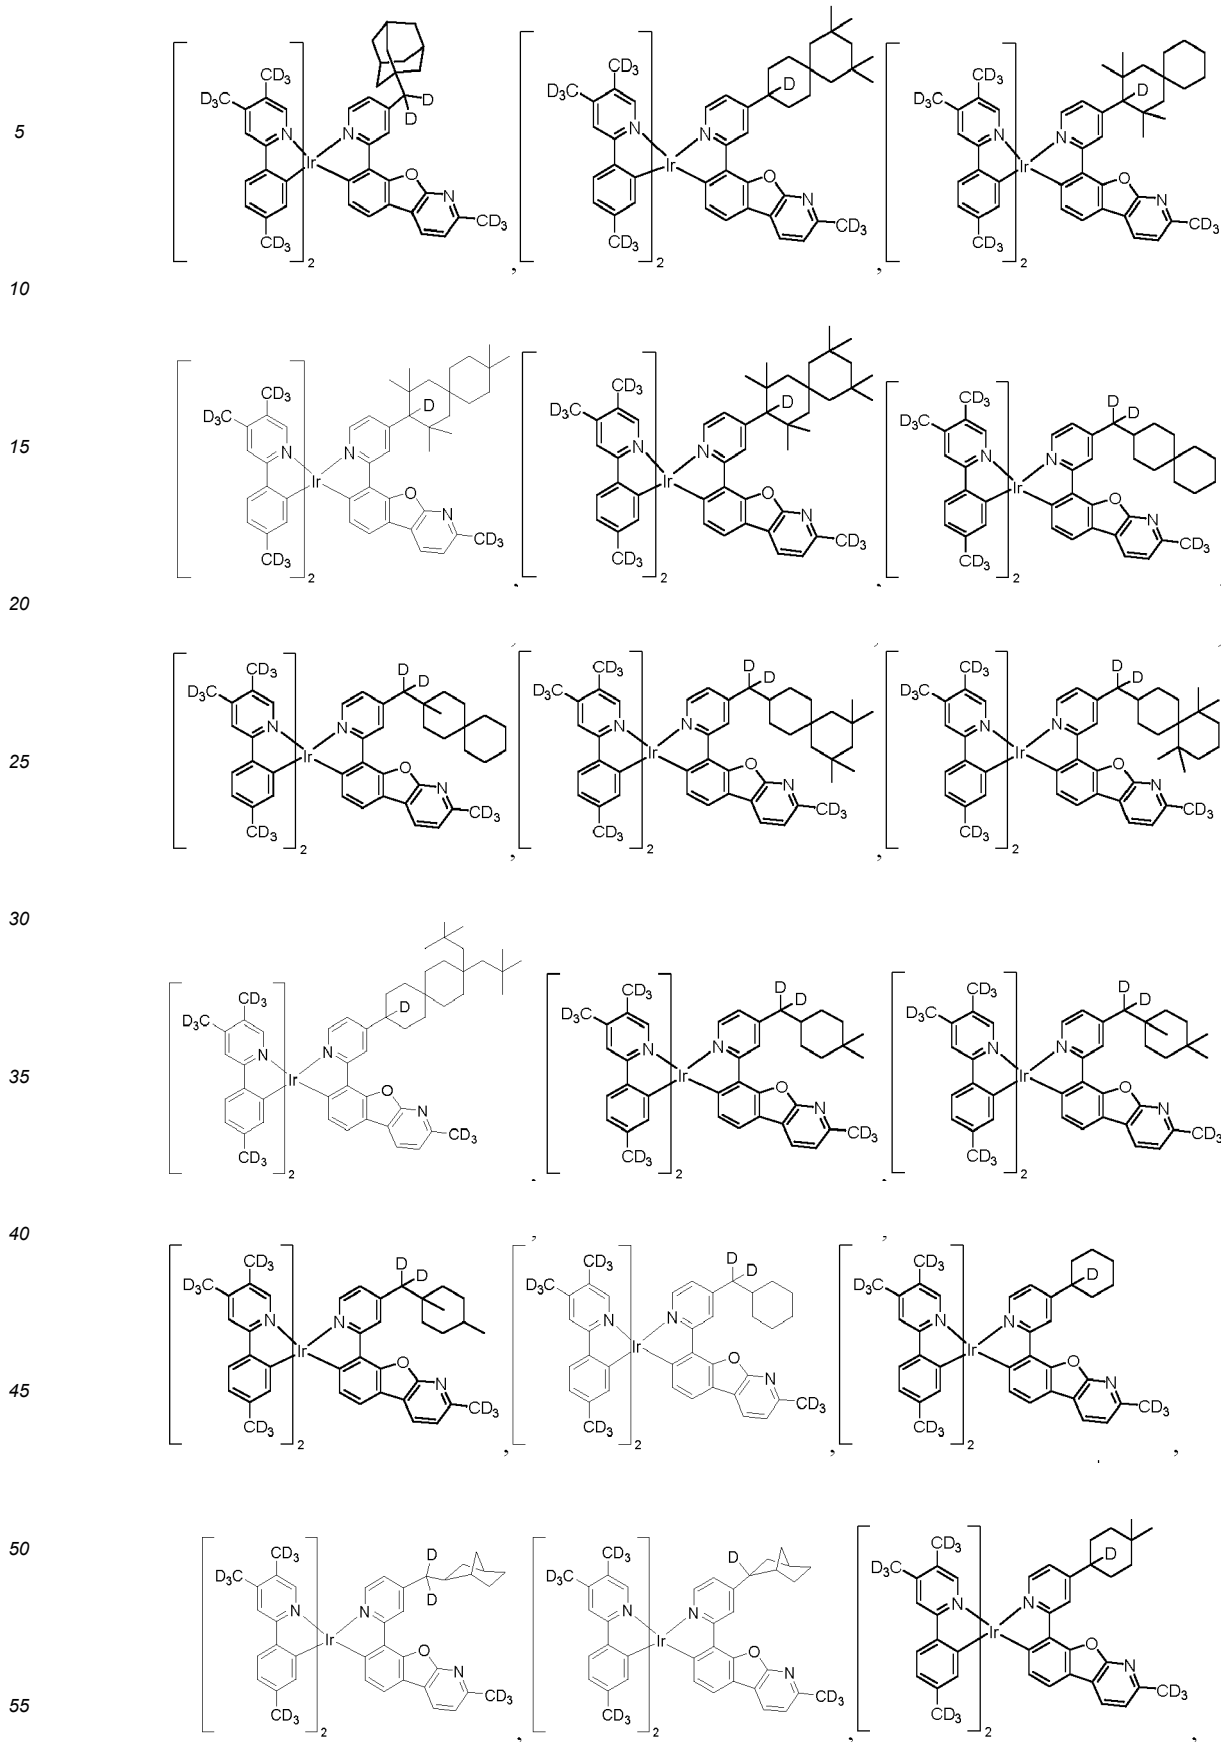 CD3 CD3 CD3
D3C D D3C D D3C D
D
5 N N N N N N
Ir Ir Ir
O O O
N N N
CD3 CD3 CD3
CD3 CD3 CD3
2 , 2 , 2
10
CD3 CD3 D
D3C D D3C D CD3 D
D3C
15 N N N N N N
Ir Ir Ir
O O O
N N N
CD3 CD3 CD3
CD3 CD3 CD3
2 , 2 , 2
20
, , ,
CD3 D CD3 D CD3 D
D3C D D3C D D3C D
N N N N N N
25 Ir Ir Ir
O O O
N N N
CD3 CD3 CD3
CD3 CD3 CD3
2 , 2 , 2
30
CD3 CD3 D CD3 D
D3C D D3C D D3C D
N N N N N N
35 Ir Ir Ir
O O O
N N N
CD3 CD3 CD3
CD3 CD3 CD3
2 , 2 , 2
40
, ,
CD3 D CD3 D CD3
D3C D D3C D D3C D
N N N N N N
Ir Ir Ir
O O O
45 N N N
CD3 CD3 CD3
CD3 CD3 CD3
2 , 2 , 2 ,
50
CD3 D CD3 D CD3 D
D3C D3C D3C
D
N N N N N N
Ir Ir Ir
O O O
N N N
CD3 CD3 CD3
55 CD3 CD3 CD3
2 , 2 , 2 ,